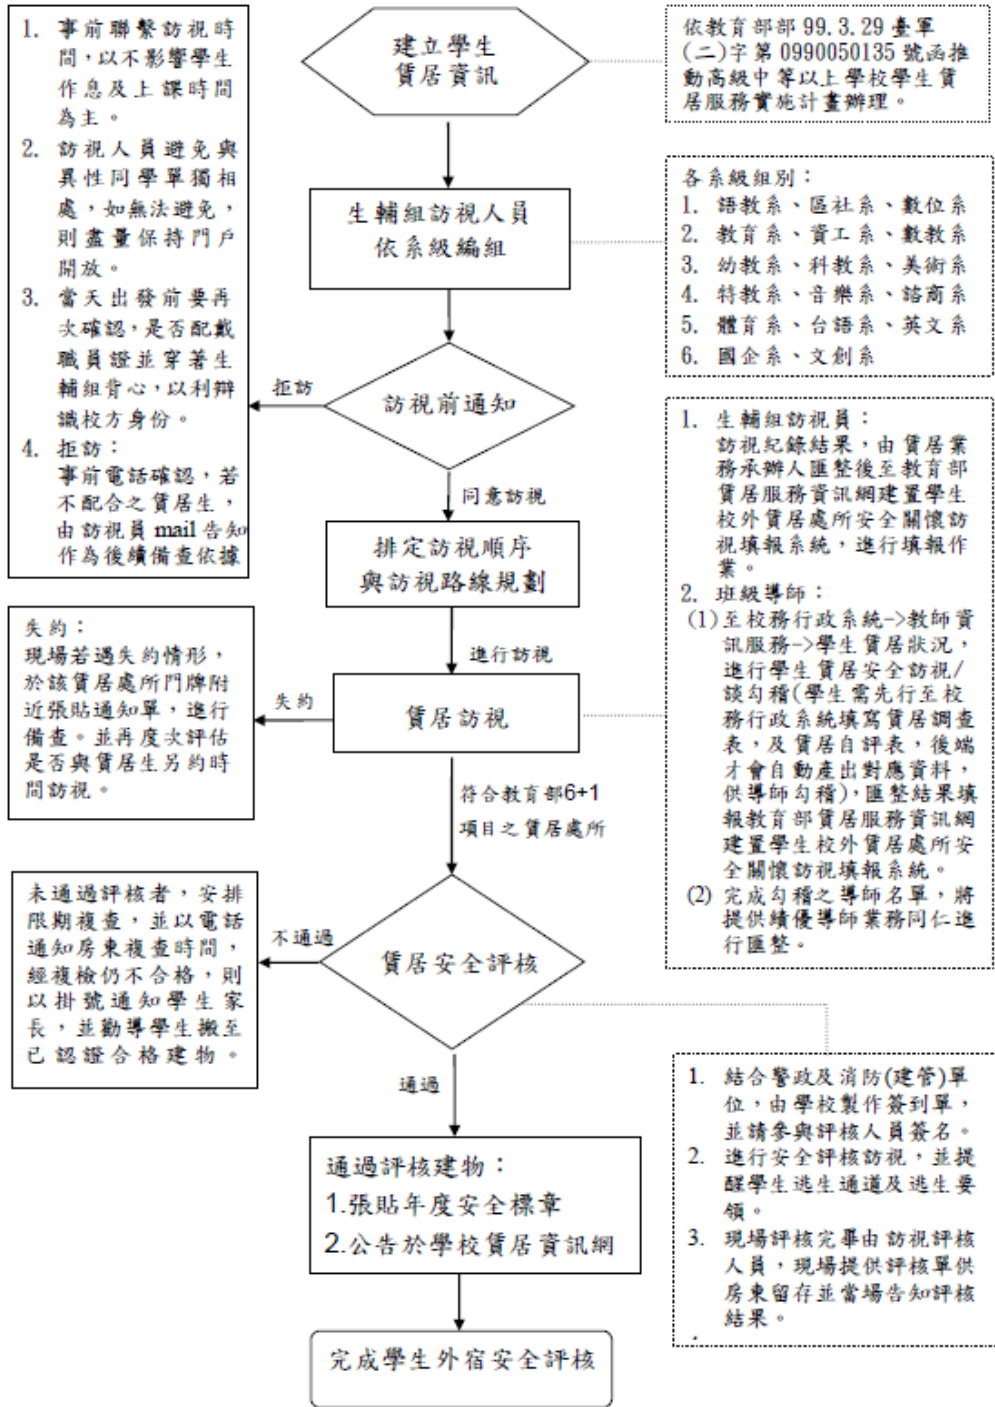 建立學生
賃居資訊
依教育部部 99.3.29 臺軍
(二)字第 0990050135 號函推
動高級中等以上學校學生賃
居服務實施計畫辦理。
1. 事前聯繫訪視時
間，以不影響學生
作息及上課時間
為主。
2. 訪視人員避免與
異性同學單獨相
處，如無法避免，
則盡量保持門戶
開放。
3. 當天出發前要再
次確認，是否配戴
職員證並穿著生
輔組背心，以利辨
識校方身份。
4. 拒訪：
事前電話確認，若
不配合之賃居生，
由訪視員 mail 告知
作為後續備查依據
生輔組訪視人員
依系級編組
各系級組別：
1. 語教系、區社系、數位系
2. 教育系、資工系、數教系
3. 幼教系、科教系、美術系
4. 特教系、音樂系、諮商系
5. 體育系、台語系、英文系
6. 國企系、文創系
拒訪
訪視前通知
同意訪視
排定訪視順序
與訪視路線規劃
進行訪視
1. 生輔組訪視員：
訪視紀錄結果，由賃居業
務承辦人匯整後至教育部
賃居服務資訊網建置學生
校外賃居處所安全關懷訪
視填報系統，進行填報作
業。
2. 班級導師：
(1)至校務行政系統->教師資
訊服務->學生賃居狀況，
進行學生賃居安全訪視/
談勾稽(學生需先行至校
務行政系統填寫賃居調查
表，及賃居自評表，後端
才會自動產出對應資料，
供導師勾稽)，匯整結果填
報教育部賃居服務資訊網
建置學生校外賃居處所安
全關懷訪視填報系統。
(2) 完成勾稽之導師名單，將
提供績優導師業務同仁進
行匯整。
失約：
現場若遇失約情形，
於該賃居處所門牌附
近張貼通知單，進行
備查。並再度次評估
是否與賃居生另約時
間訪視。
失約
賃居訪視
符合教育部6+1
項目之賃居處所
未通過評核者，安排
限期複查，並以電話
通知房東複查時間，
經複檢仍不合格，則
以掛號通知學生家
長，並勸導學生搬至
已認證合格建物。
不通過
賃居安全評核
通過
1. 結合警政及消防(建管)單
位，由學校製作簽到單，
並請參與評核人員簽名。
2. 進行安全評核訪視，並提
醒學生逃生通道及逃生要
領。
3. 現場評核完畢由訪視評核
人員，現場提供評核單供
房東留存並當場告知評核
結果。
通過評核建物：
1.張貼年度安全標章
2.公告於學校賃居資訊網
完成學生外宿安全評核